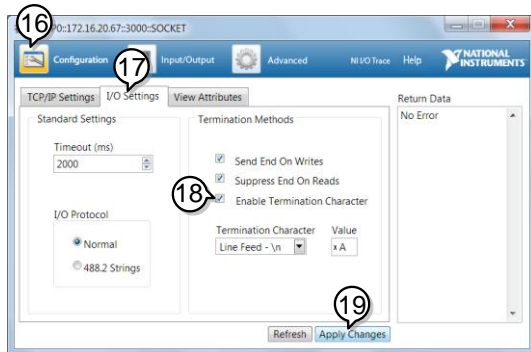 16
P0::172.16.20.67::3000::SOCKET
Configuration
17
Input/Output
Advanced
NI I/O Trace
Help
NATIONAL INSTRUMENTS
TCP/IP Settings
I/O Settings
View Attributes
Return Data
Standard Settings
Termination Methods
No Error
Timeout (ms)
2000
Send End On Writes
Suppress End On Reads
18
Enable Termination Character
I/O Protocol
Termination Character
Value
Normal
Line Feed - \n
x A
488.2 Strings
19
Refresh
Apply Changes